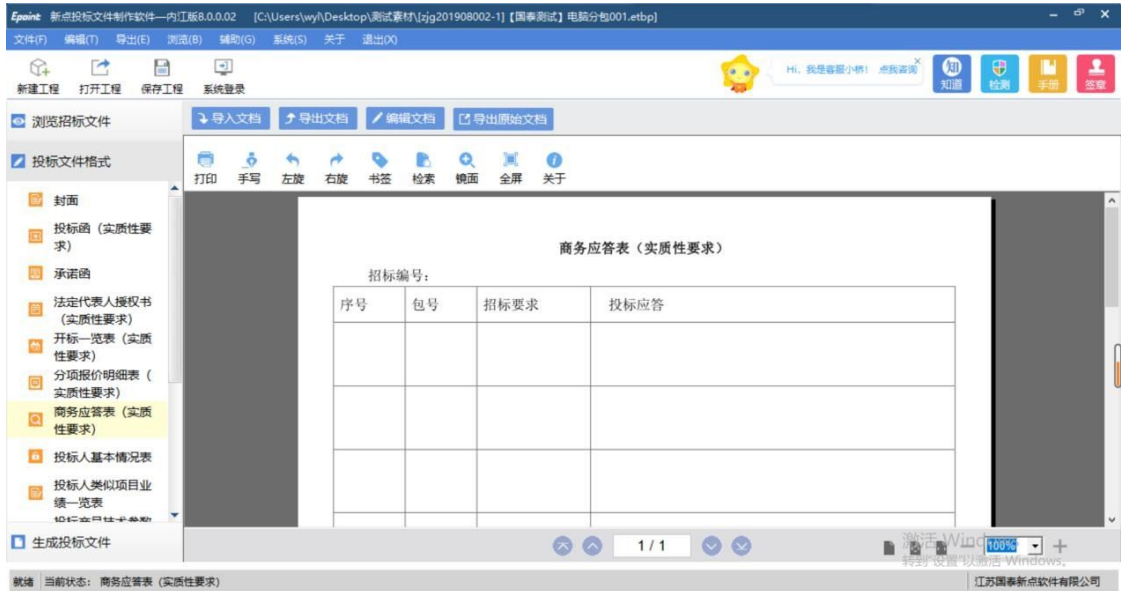 Epoint 新点投标文件制作软件—内江版8.0.0.02 [C:\Users\wyl\Desktop\测试素材\[zjg201908002-1]【国泰测试】电脑分包001.etbp]
文件(F) 编辑(T) 导出(E) 浏览(B) 辅助(G) 系统(S) 关于 退出(X)
新建工程 打开工程 保存工程 系统登录
Hi，我是客服小桥！点我咨询
知
知道 检测 手册 签章
浏览招标文件
导入文档 导出文档 编辑文档 导出原始文档
投标文件格式
打印 手写 左旋 右旋 书签 检索 镜面 全屏 关于
封面
投标函（实质性要
求）
承诺函
法定代表人授权书
（实质性要求）
开标一览表（实质
性要求）
分项报价明细表（
实质性要求）
商务应答表（实质
性要求）
投标人基本情况表
投标人类似项目业
绩一览表
投标产品技术参数
生成投标文件
商务应答表（实质性要求）
招标编号：
序号 包号 招标要求 投标应答
1 / 1
100%
激活 Windows
转到"设置"以激活 Windows。
就绪 当前状态：商务应答表（实质性要求）
江苏国泰新点软件有限公司